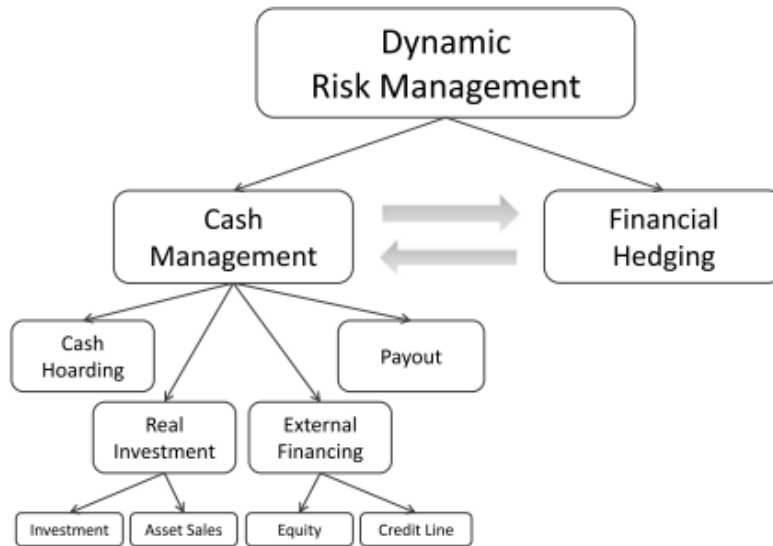 Dynamic
Risk Management
Cash
Management
Financial
Hedging
Cash
Hoarding
Payout
Real
Investment
External
Financing
Investment
Asset Sales
Equity
Credit Line